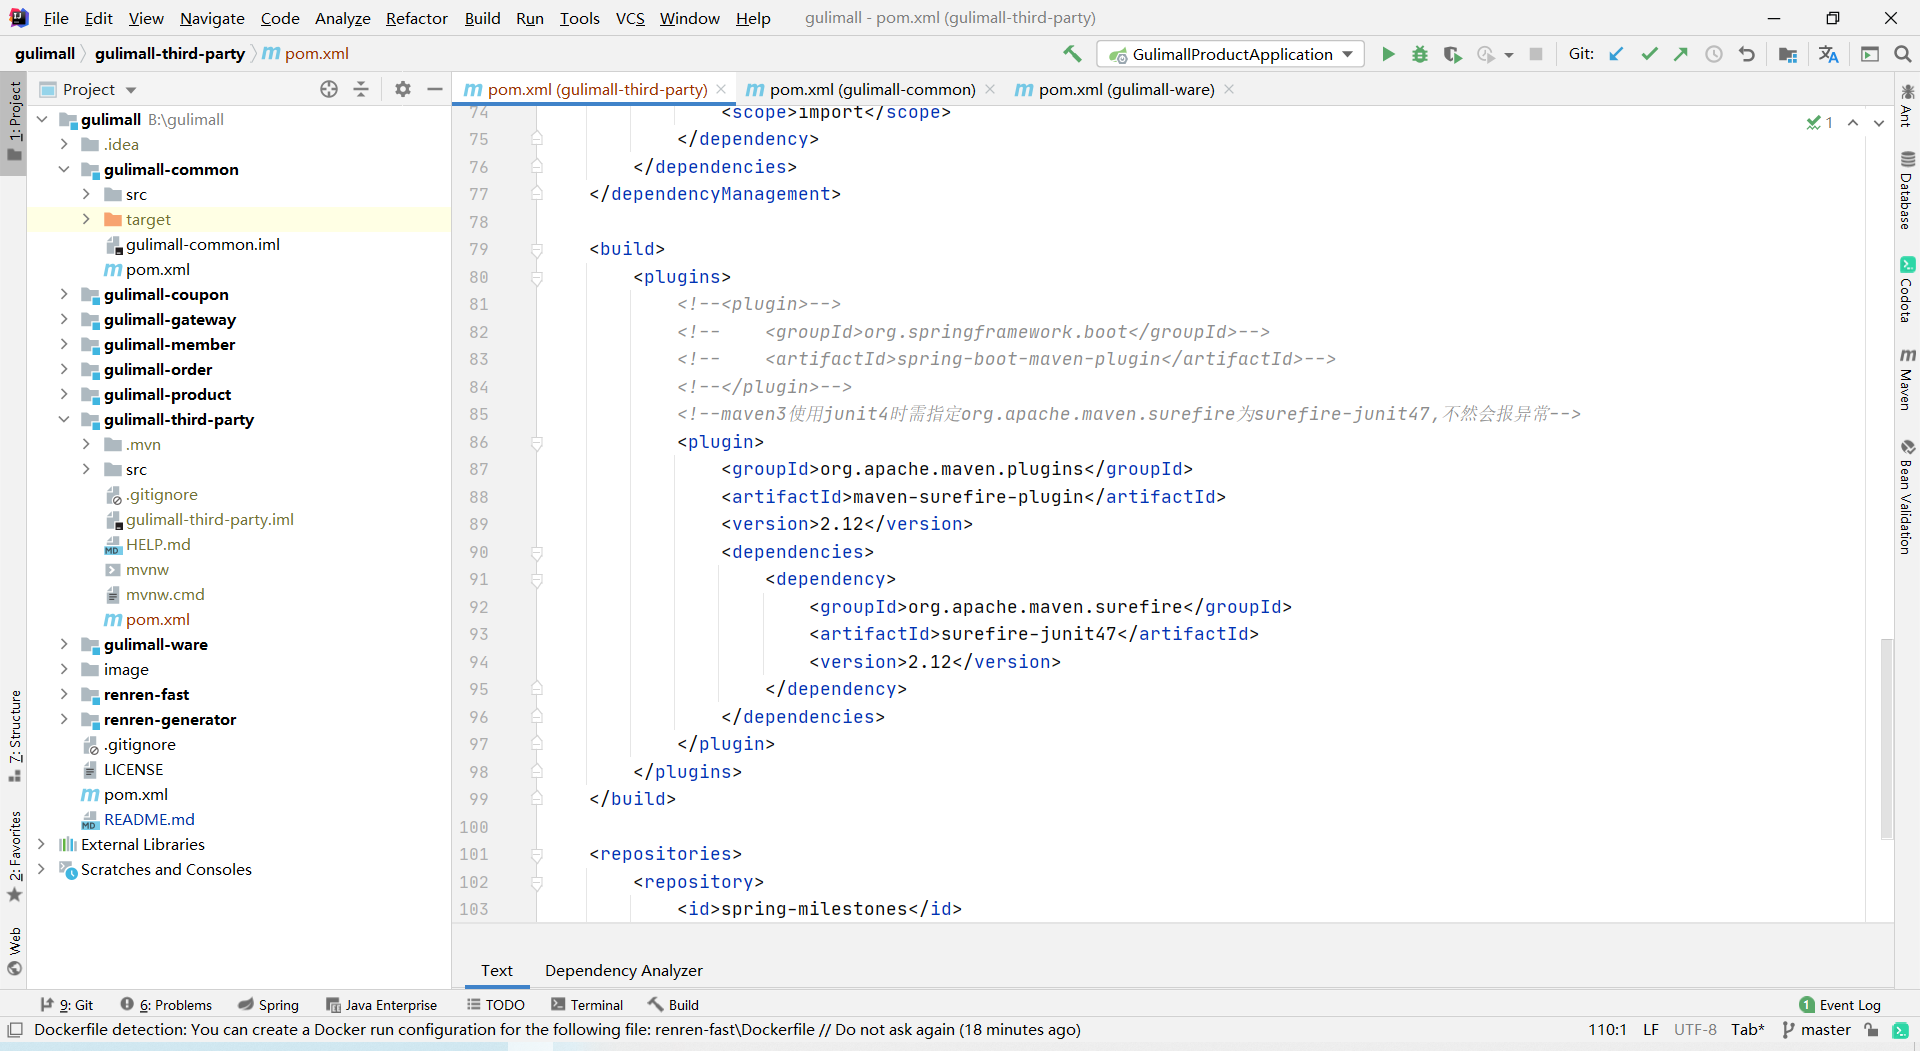 File Edit View Navigate Code Analyze Refactor Build Run Tools VCS Window Help gulimall - pom.xml (gulimall-third-party)
gulimall gulimall-third-party pom.xml
GulimallProductApplication Git:
Project
pom.xml (gulimall-third-party) pom.xml (gulimall-common) pom.xml (gulimall-ware)
1: Project
7: Structure
2: Favorites
Web
gulimall B:\gulimall
.idea
gulimall-common
src
target
gulimall-common.iml
pom.xml
gulimall-coupon
gulimall-gateway
gulimall-member
gulimall-order
gulimall-product
gulimall-third-party
.mvn
src
.gitignore
gulimall-third-party.iml
HELP.md
mvnw
mvnw.cmd
pom.xml
gulimall-ware
image
renren-fast
renren-generator
.gitignore
LICENSE
pom.xml
README.md
External Libraries
Scratches and Consoles
74 <scope>import</scope>
75 </dependency>
76 </dependencies>
77 </dependencyManagement>
78
79 <build>
80 <plugins>
81 <!--<plugin>-->
82 <!-- <groupId>org.springframework.boot</groupId>-->
83 <!-- <artifactId>spring-boot-maven-plugin</artifactId>-->
84 <!--</plugin>-->
85 <!--maven3使用junit4时需指定org.apache.maven.surefire为surefire-junit47,不然会报异常-->
86 <plugin>
87 <groupId>org.apache.maven.plugins</groupId>
88 <artifactId>maven-surefire-plugin</artifactId>
89 <version>2.12</version>
90 <dependencies>
91 <dependency>
92 <groupId>org.apache.maven.surefire</groupId>
93 <artifactId>surefire-junit47</artifactId>
94 <version>2.12</version>
95 </dependency>
96 </dependencies>
97 </plugin>
98 </plugins>
99 </build>
100
101 <repositories>
102 <repository>
103 <id>spring-milestones</id>
1
Ant
Database
Codota
Maven
Bean Validation
Text Dependency Analyzer
9: Git 6: Problems Spring Java Enterprise TODO Terminal Build 1 Event Log
Dockerfile detection: You can create a Docker run configuration for the following file: renren-fast\Dockerfile // Do not ask again (18 minutes ago) 110:1 LF UTF-8 Tab* master